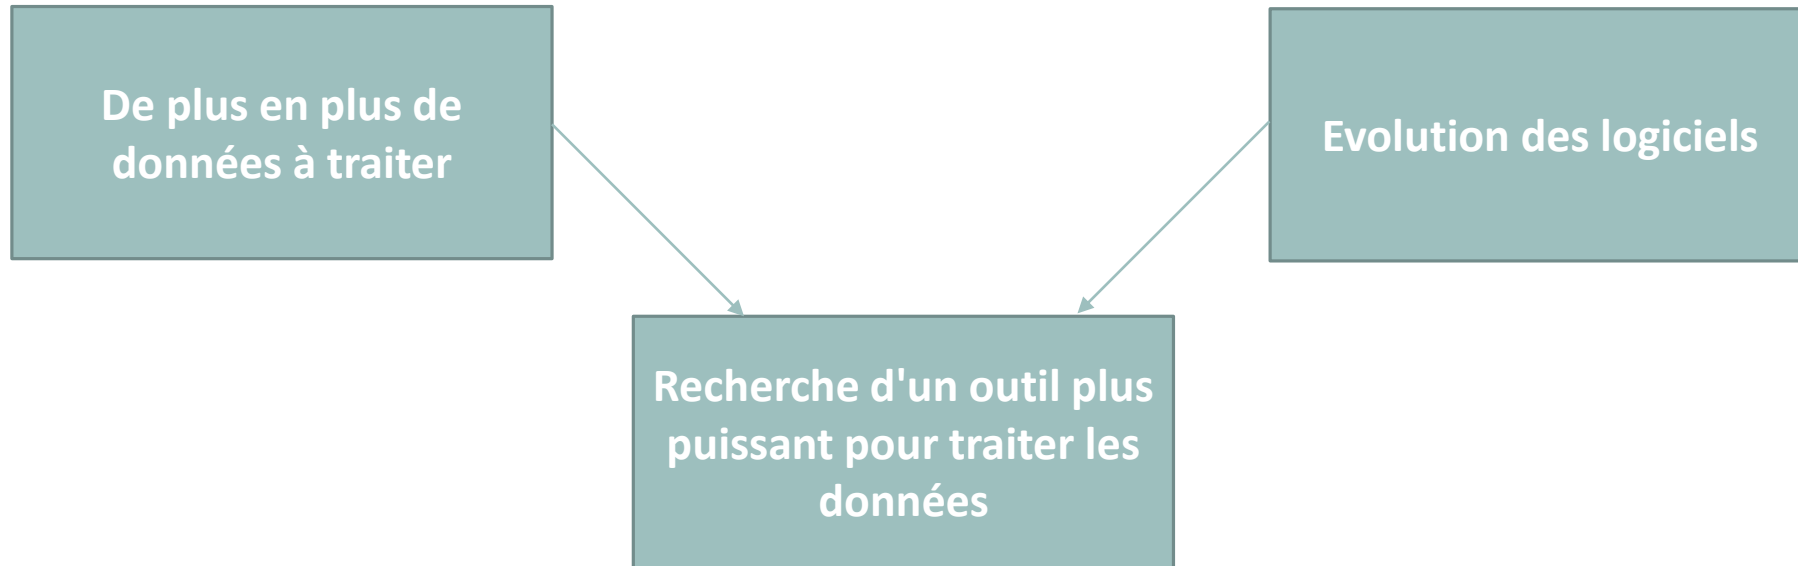 De plus en plus de
données à traiter
Evolution des logiciels
Recherche d'un outil plus
puissant pour traiter les
données